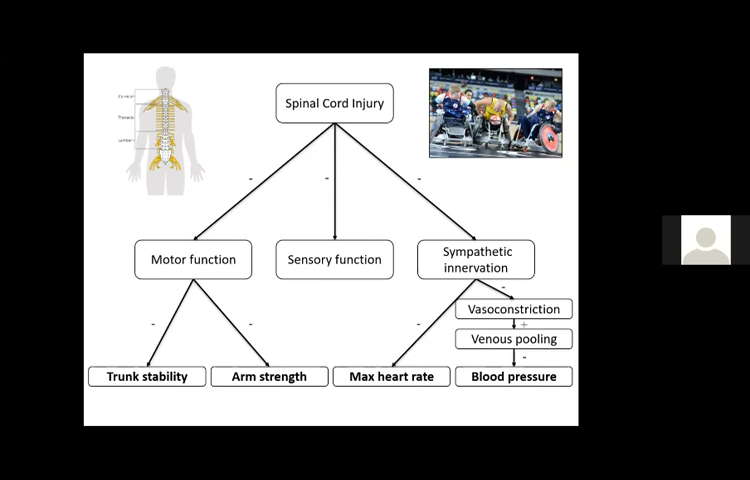 Spinal Cord Injury
-
-
-
Motor function
Sensory function
Sympathetic
innervation
-
Vasoconstriction
+
Venous pooling
-
-
-
-
Trunk stability
Arm strength
Max heart rate
Blood pressure